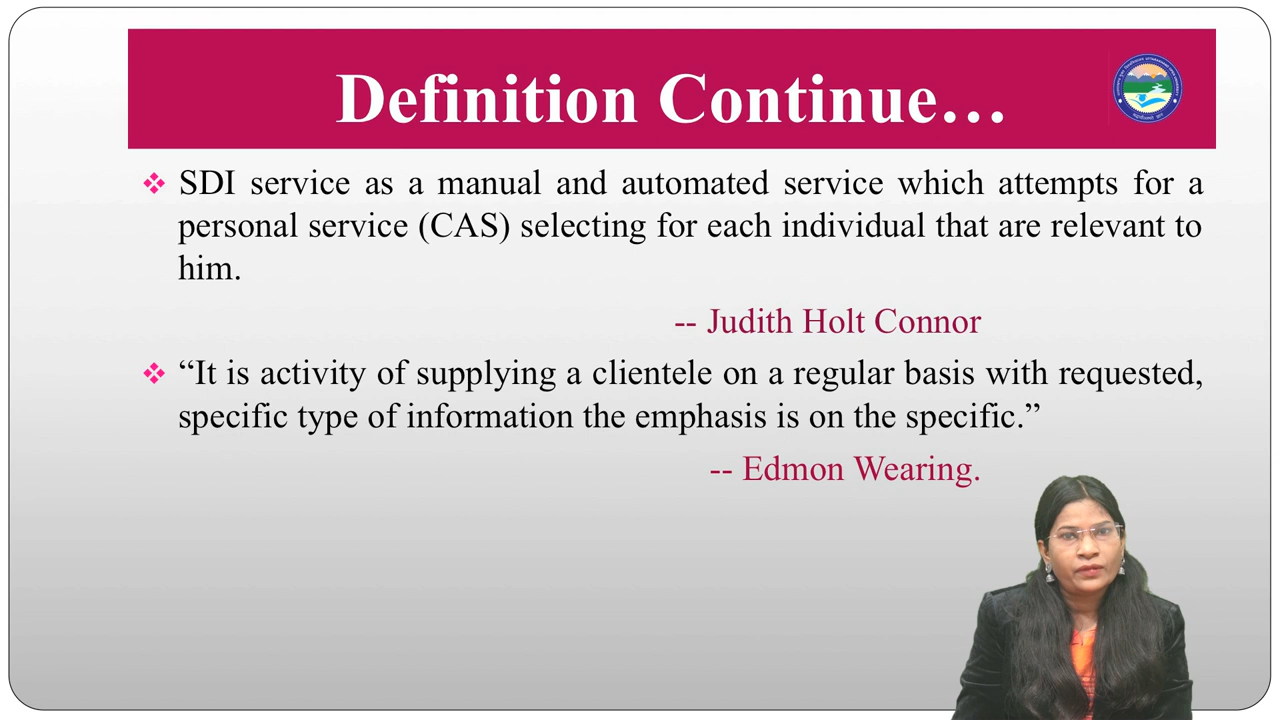 Definition Continue…
SDI service as a manual and automated service which attempts for a
personal service (CAS) selecting for each individual that are relevant to
him.
-- Judith Holt Connor
“It is activity of supplying a clientele on a regular basis with requested,
specific type of information the emphasis is on the specific.”
-- Edmon Wearing.